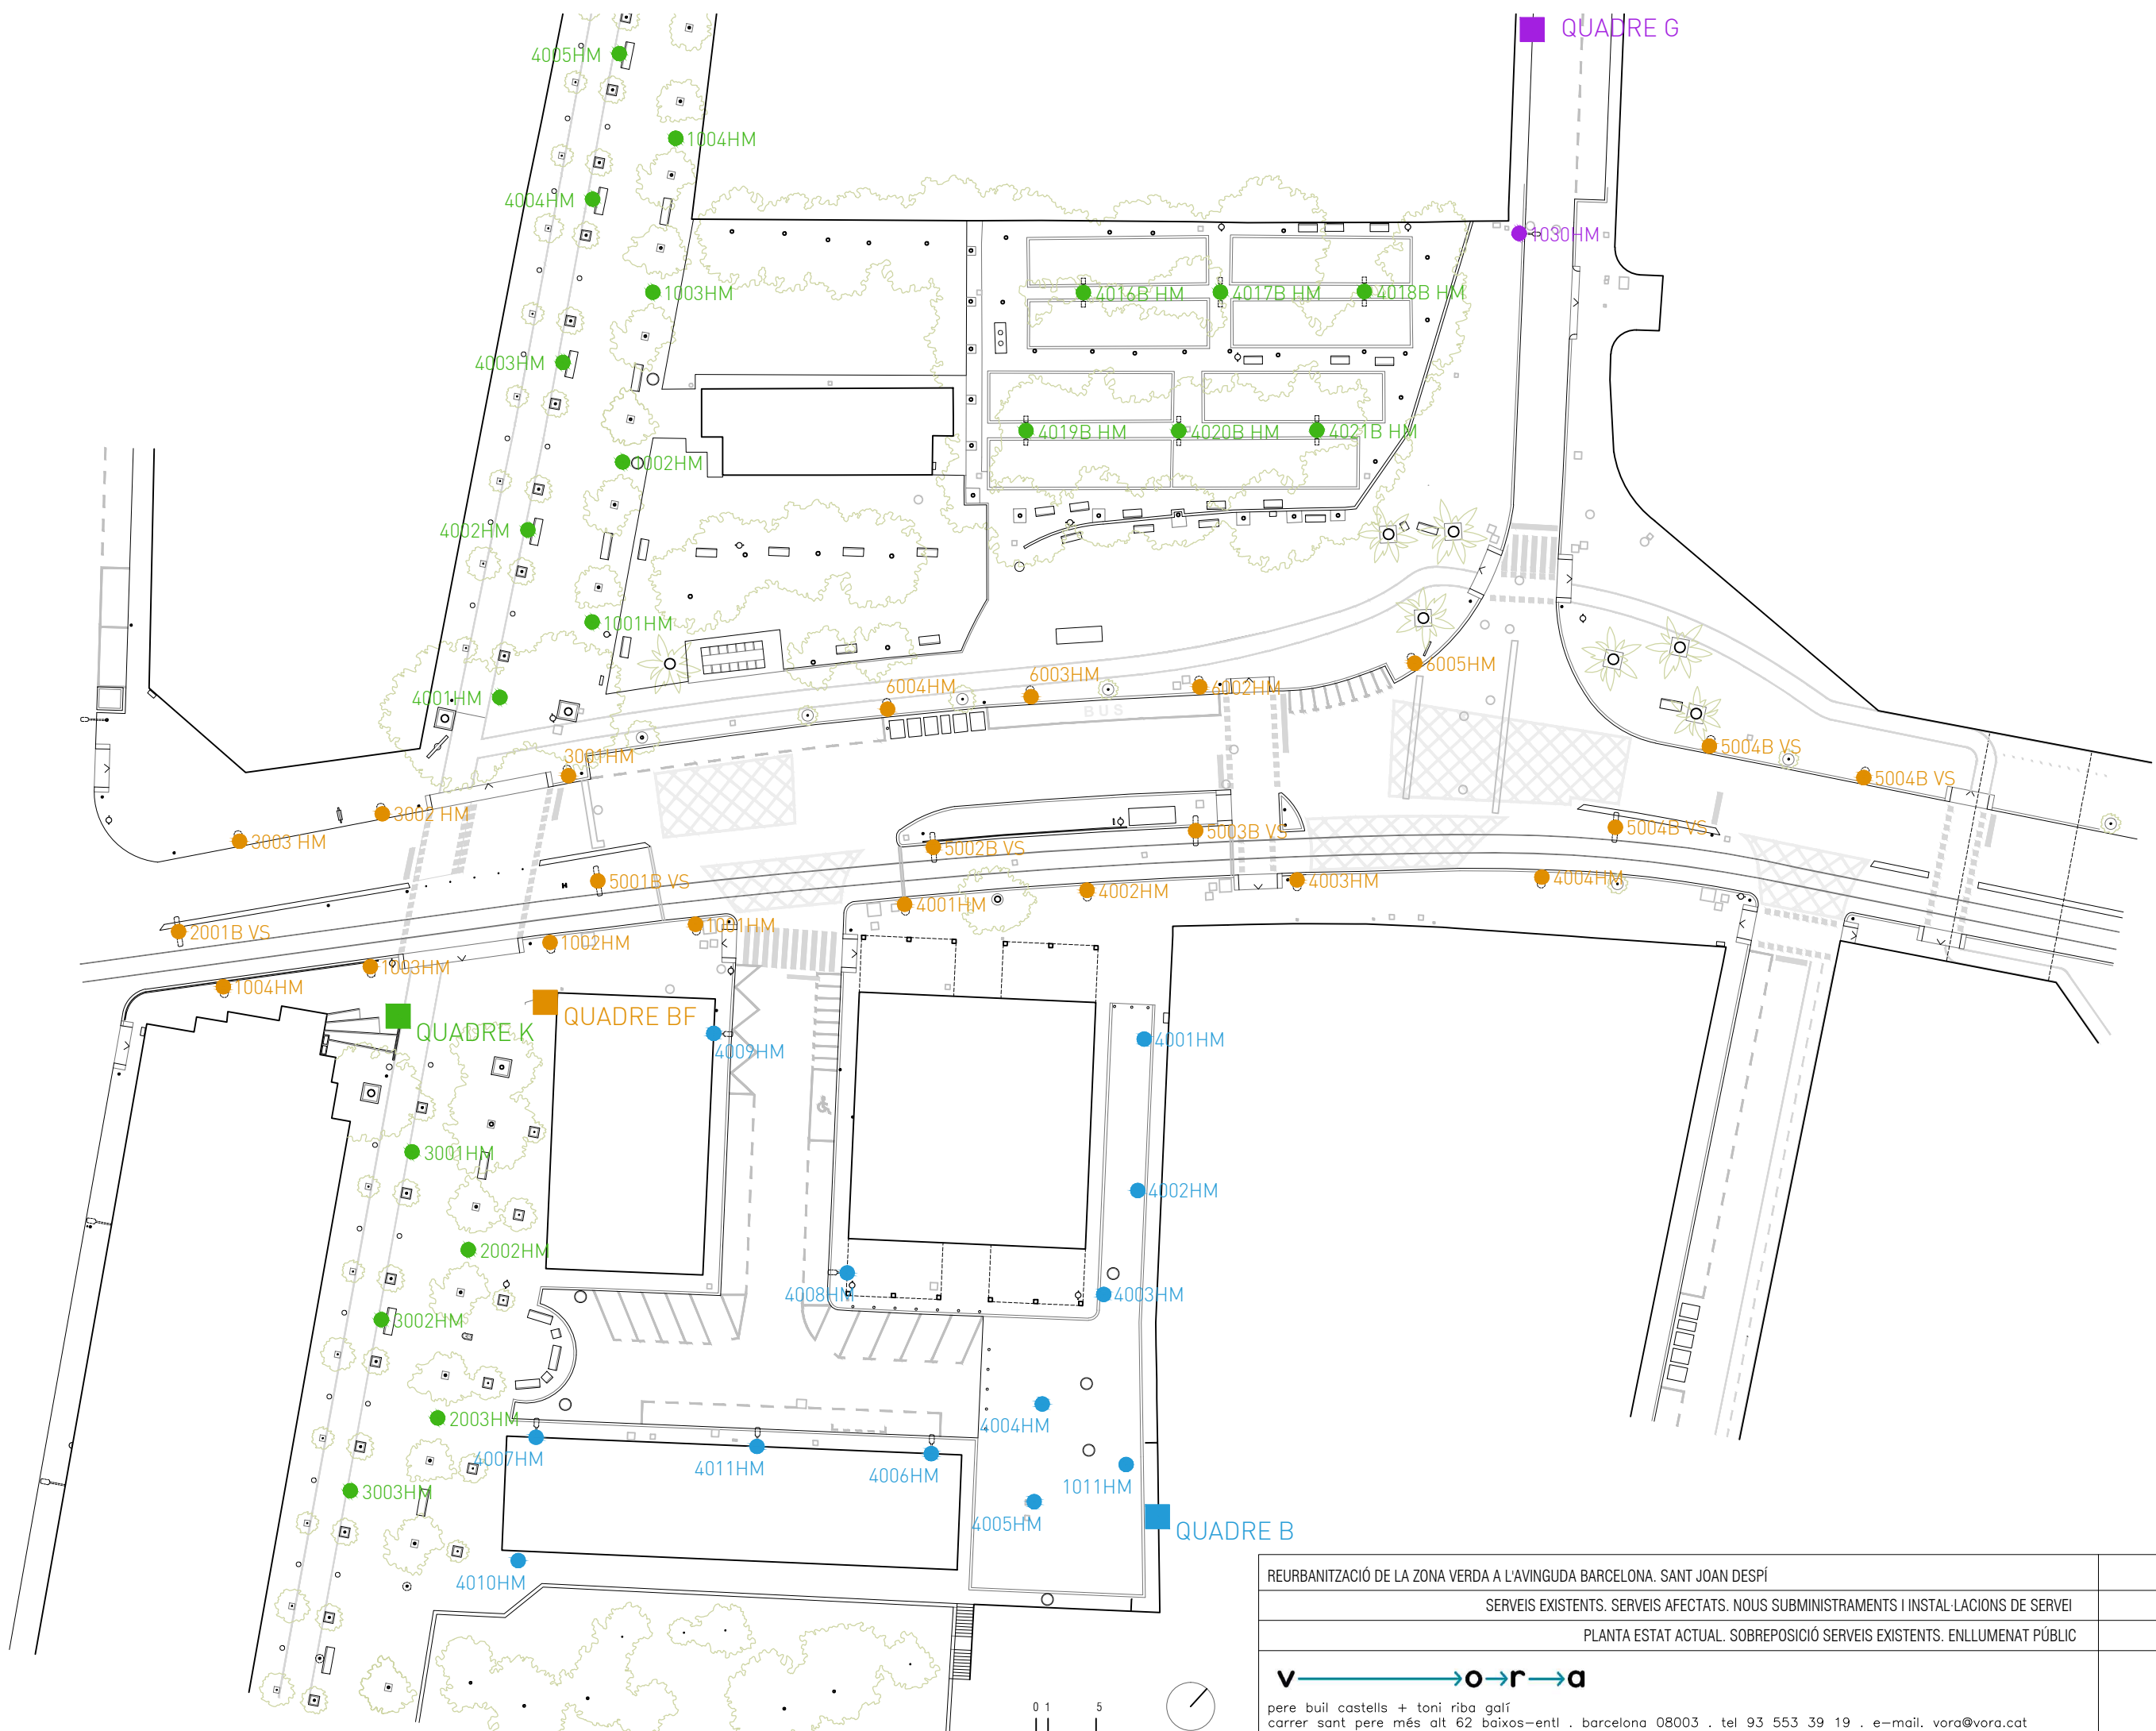 QUADRE G
4005HM
1004HM
4004HM
1030HM
1003HM
4016B HM
4017B HM
4018B HM
4003HM
4019B HM
4020B HM
4021B HM
1002HM
4002HM
1001HM
6005HM
4001HM
6004HM
6003HM
6002HM
BUS
5004B VS
3001HM
5004B VS
3002 HM
3003 HM
5002B VS
5003B VS
5004B VS
5001B VS
4001HM
4002HM
4003HM
4004HM
2001B VS
1001HM
1002HM
1003HM
1004HM
QUADRE K
QUADRE BF
4009HM
4001HM
3001HM
4002HM
2002HM
4008HM
4003HM
3002HM
2003HM
4004HM
4007HM
4011HM
4006HM
1011HM
3003HM
4005HM
QUADRE B
4010HM
REURBANITZACIÓ DE LA ZONA VERDA A L'AVINGUDA BARCELONA. SANT JOAN DESPÍ
SERVEIS EXISTENTS. SERVEIS AFECTATS. NOUS SUBMINISTRAMENTS I INSTAL·LACIONS DE SERVEI
PLANTA ESTAT ACTUAL. SOBREPOSICIÓ SERVEIS EXISTENTS. ENLLUMENAT PÚBLIC
v o r a
0 1 5
pere buil castells + toni riba galí
carrer sant pere més alt 62 baixos-entl . barcelona 08003 . tel 93 553 39 19 . e-mail. vora@vora.cat